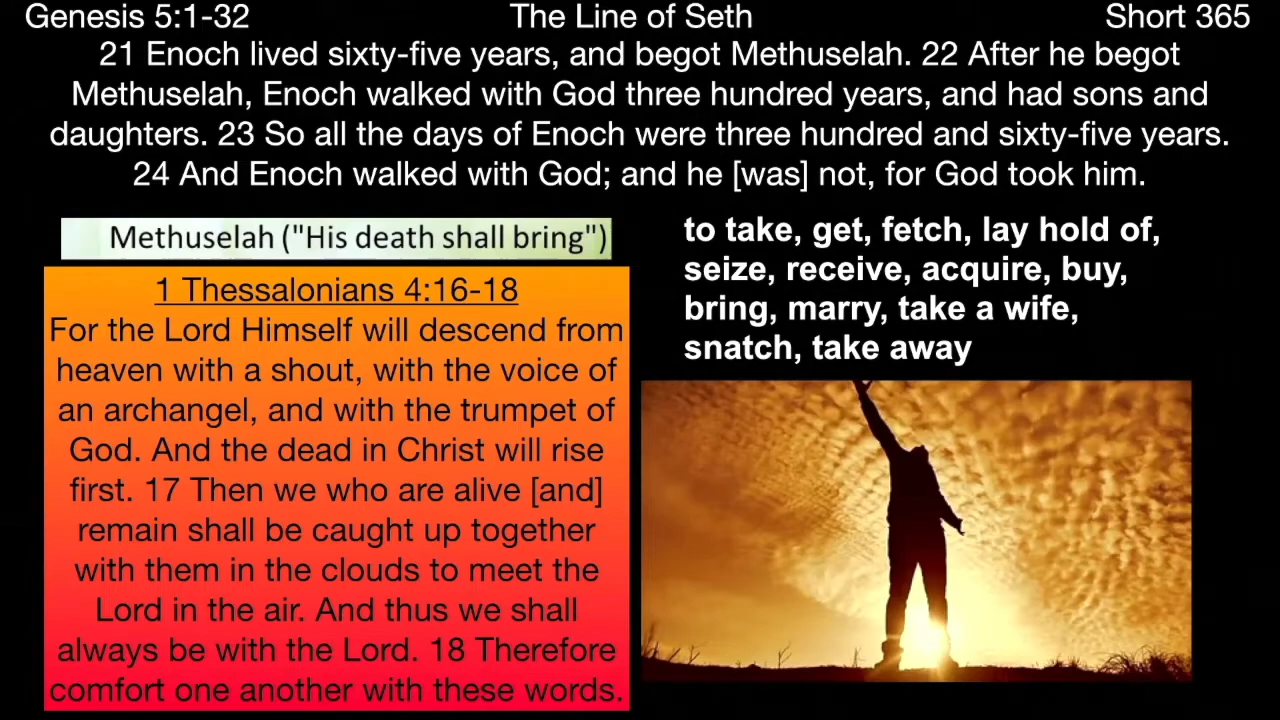 Genesis 5:1-32 The Line of Seth Short 365
21 Enoch lived sixty-five years, and begot Methuselah. 22 After he begot
Methuselah, Enoch walked with God three hundred years, and had sons and
daughters. 23 So all the days of Enoch were three hundred and sixty-five years.
24 And Enoch walked with God; and he [was] not, for God took him.
Methuselah ("His death shall bring")
1 Thessalonians 4:16-18
For the Lord Himself will descend from
heaven with a shout, with the voice of
an archangel, and with the trumpet of
God. And the dead in Christ will rise
first. 17 Then we who are alive [and]
remain shall be caught up together
with them in the clouds to meet the
Lord in the air. And thus we shall
always be with the Lord. 18 Therefore
comfort one another with these words.
to take, get, fetch, lay hold of,
seize, receive, acquire, buy,
bring, marry, take a wife,
snatch, take away